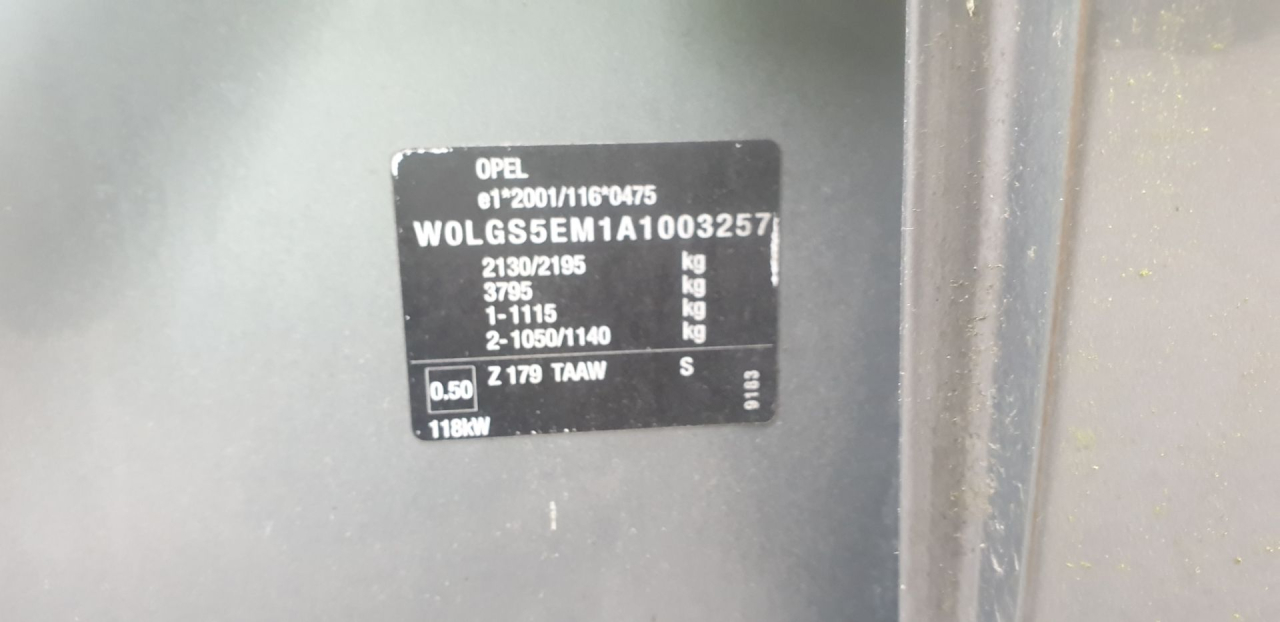 OPEL
e1*2001/116*0475
W0LGS5EM1A1003257
2130/2195 kg
3795 kg
1-1115 kg
2-1050/1140 kg
0.50 Z 179 TAAW S
9183
118kW